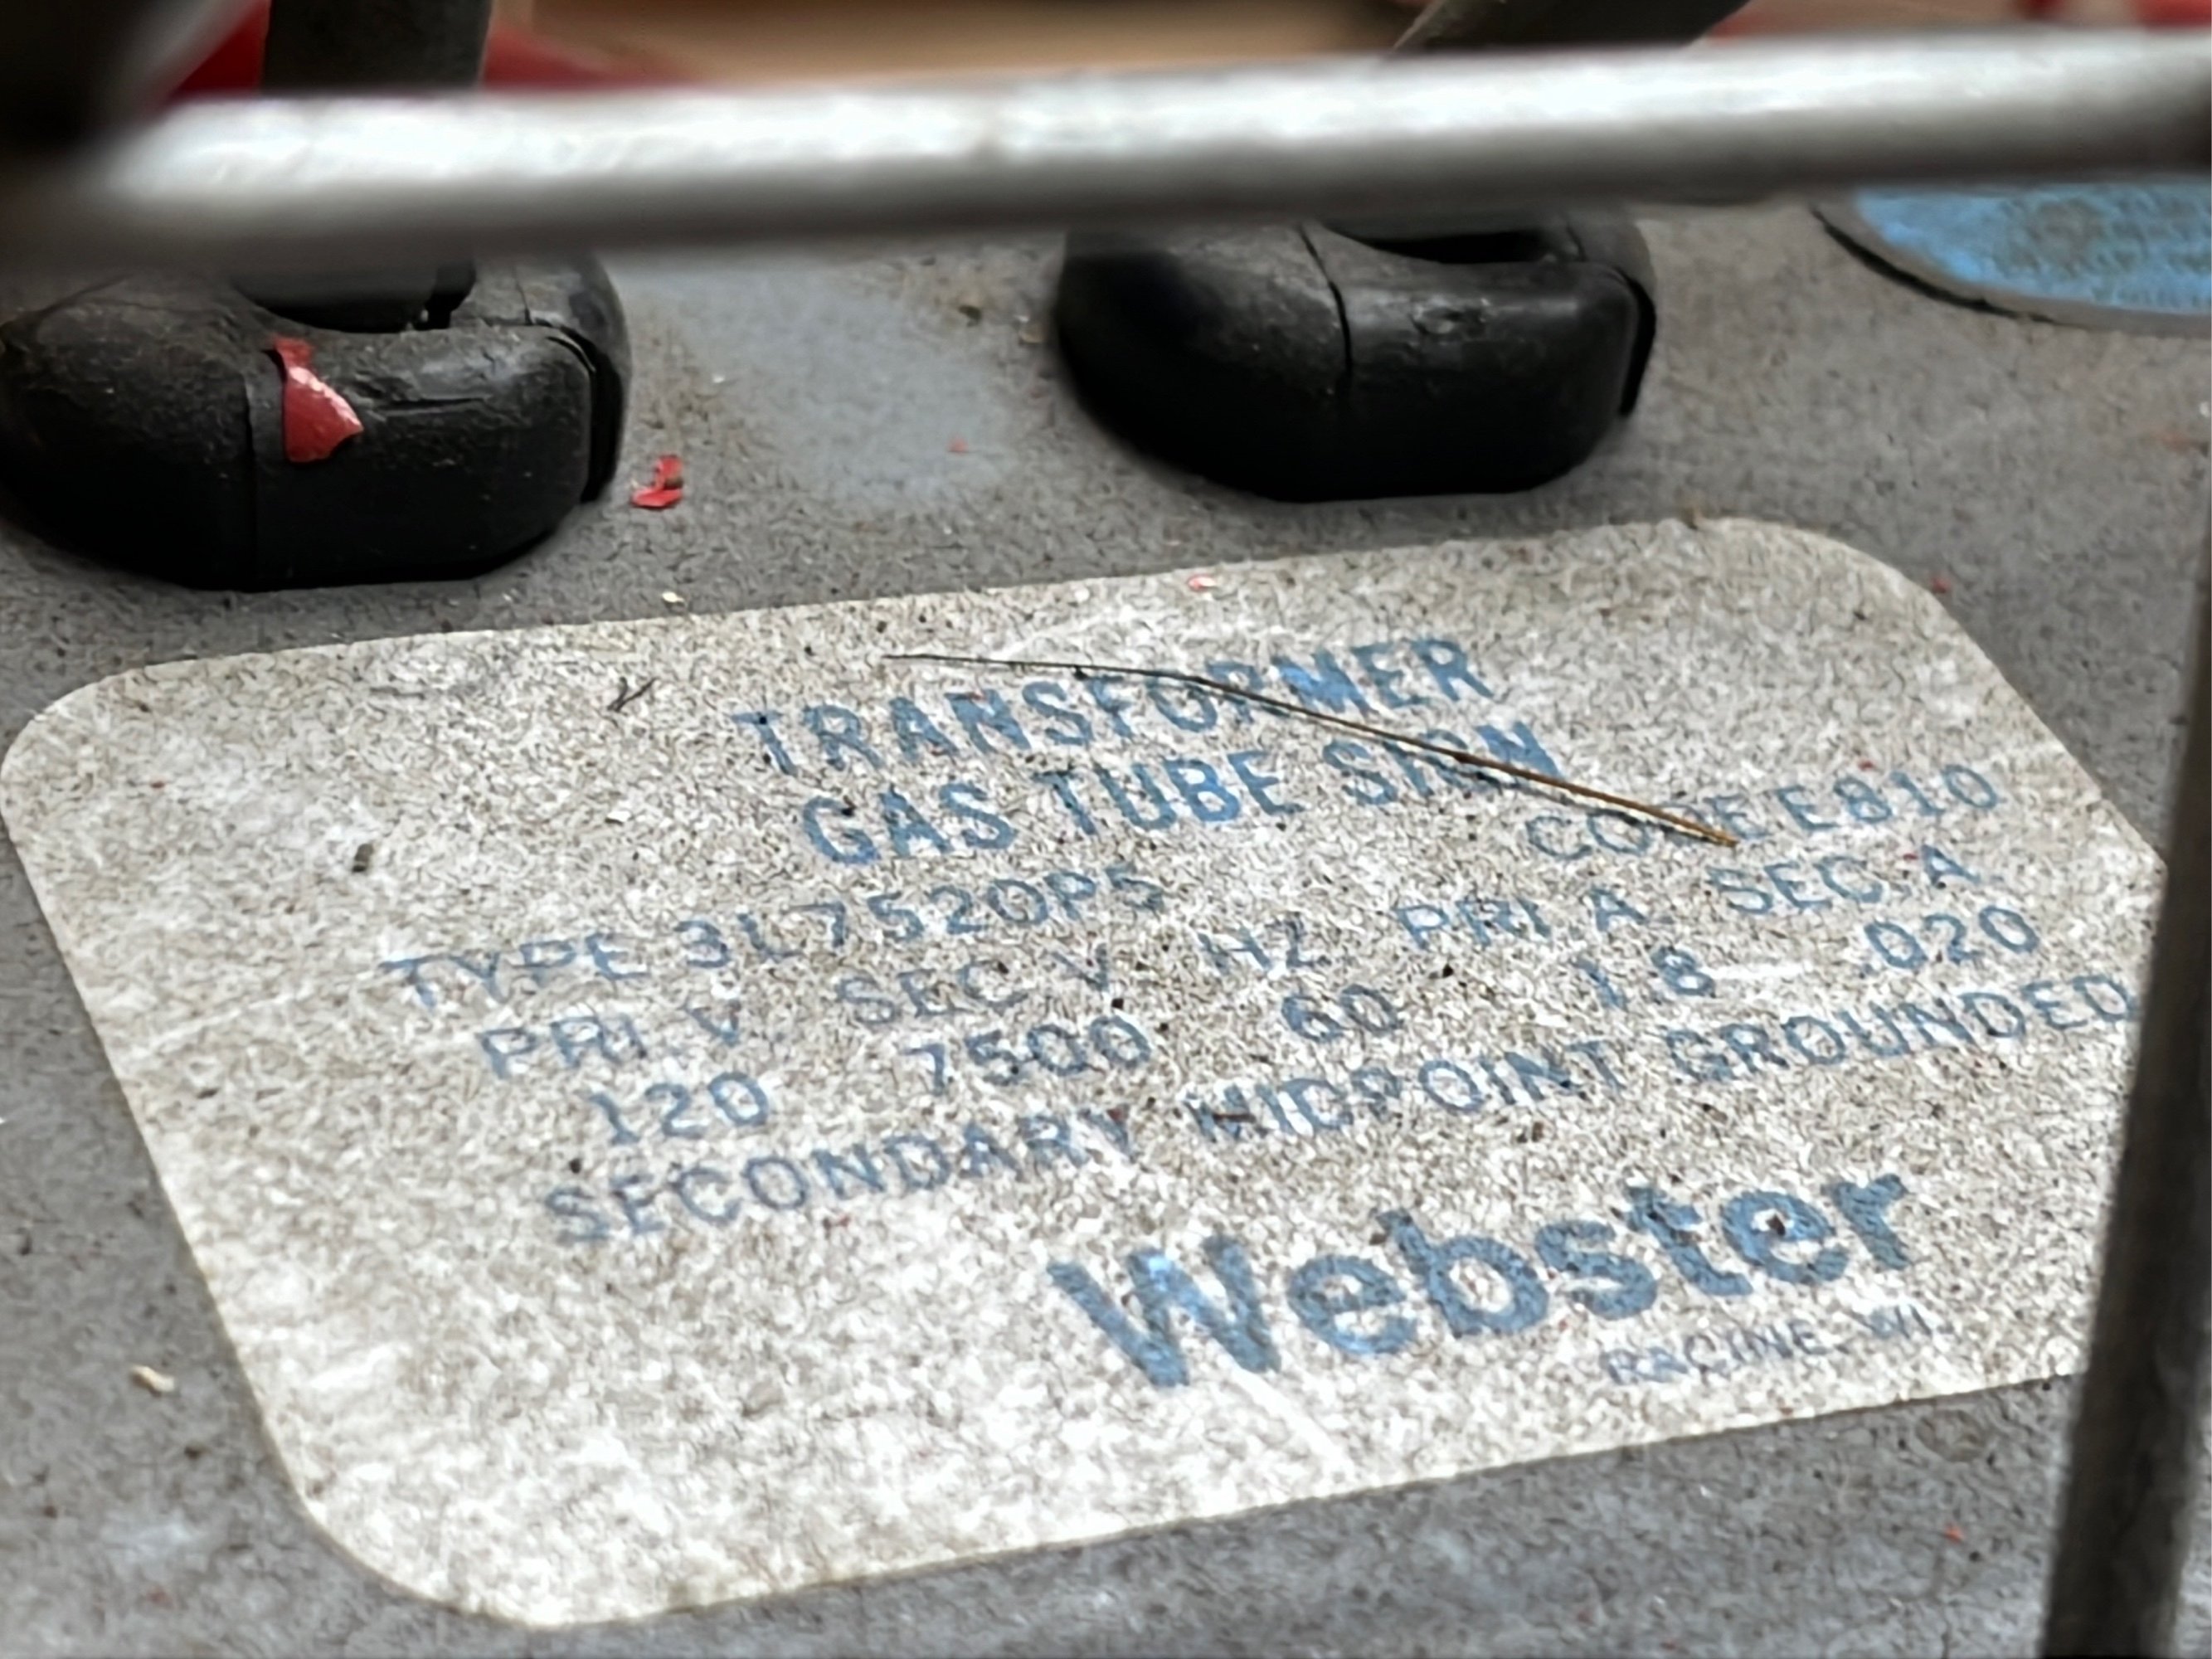 TRANSFORMER
GAS TUBE SIGN
CODE E810
TYPE 3L7520P5
PRI. V SEC V HZ PRI A SEC. A
120 7500 60 1.8 .020
SECONDARY MIDPOINT GROUNDED
Webster
RACINE, WI.